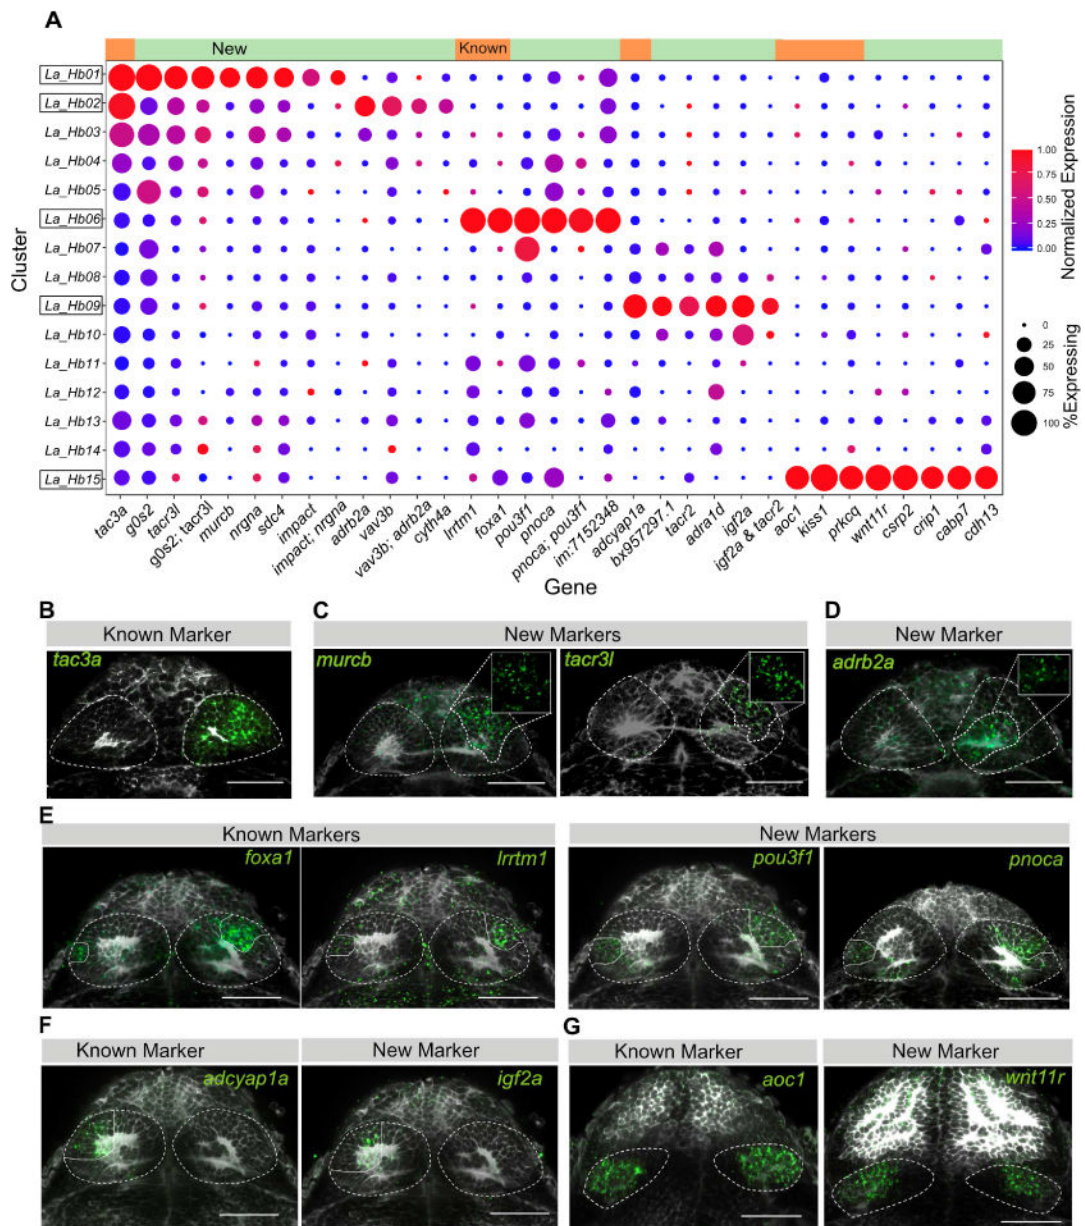 A
New
Known
La_Hb01
La_Hb02
La_Hb03
La_Hb04
La_Hb05
La_Hb06
La_Hb07
La_Hb08
La_Hb09
La_Hb10
La_Hb11
La_Hb12
La_Hb13
La_Hb14
La_Hb15
Cluster
tac3a
g0s2
tacr3l
g0s2; tacr3l
murcb
nrgna
sdc4
impact
impact; nrgna
adrb2a
vav3b
vav3b; adrb2a
cyth4a
lrrtm1
foxa1
pou3f1
pnoca
pnoca; pou3f1
im:7152348
adcyap1a
bx957297.1
tacr2
adra1d
igf2a
igf2a & tacr2
aoc1
kiss1
prkcq
wnt11r
csrp2
crip1
cabp7
cdh13
Gene
1.00
0.75
0.50
0.25
0.00
Normalized Expression
0
25
50
75
100
%Expressing
B
Known Marker
tac3a
C
New Markers
murcb
tacr3l
D
New Marker
adrb2a
E
Known Markers
foxa1
lrrtm1
New Markers
pou3f1
pnoca
F
Known Marker
adcyap1a
New Marker
igf2a
G
Known Marker
aoc1
New Marker
wnt11r